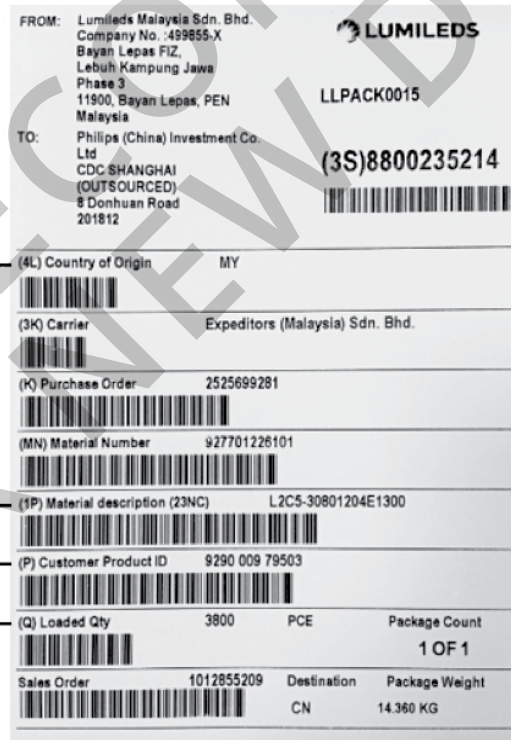 FROM: Lumileds Malaysia Sdn. Bhd.
Company No. :499855-X
Bayan Lepas FIZ,
Lebuh Kampung Jawa
Phase 3
11900, Bayan Lepas, PEN
Malaysia
LUMILEDS
LLPACK0015
TO: Philips (China) Investment Co.
Ltd
CDC SHANGHAI
(OUTSOURCED)
8 Donhuan Road
201812
(3S)8800235214
(4L) Country of Origin MY
(3K) Carrier Expeditors (Malaysia) Sdn. Bhd.
(K) Purchase Order 2525699281
(MN) Material Number 927701226101
(1P) Material description (23NC) L2C5-30801204E1300
(P) Customer Product ID 9290 009 79503
(Q) Loaded Qty 3800 PCE Package Count
1 OF 1
Sales Order 1012855209 Destination Package Weight
CN 14.360 KG